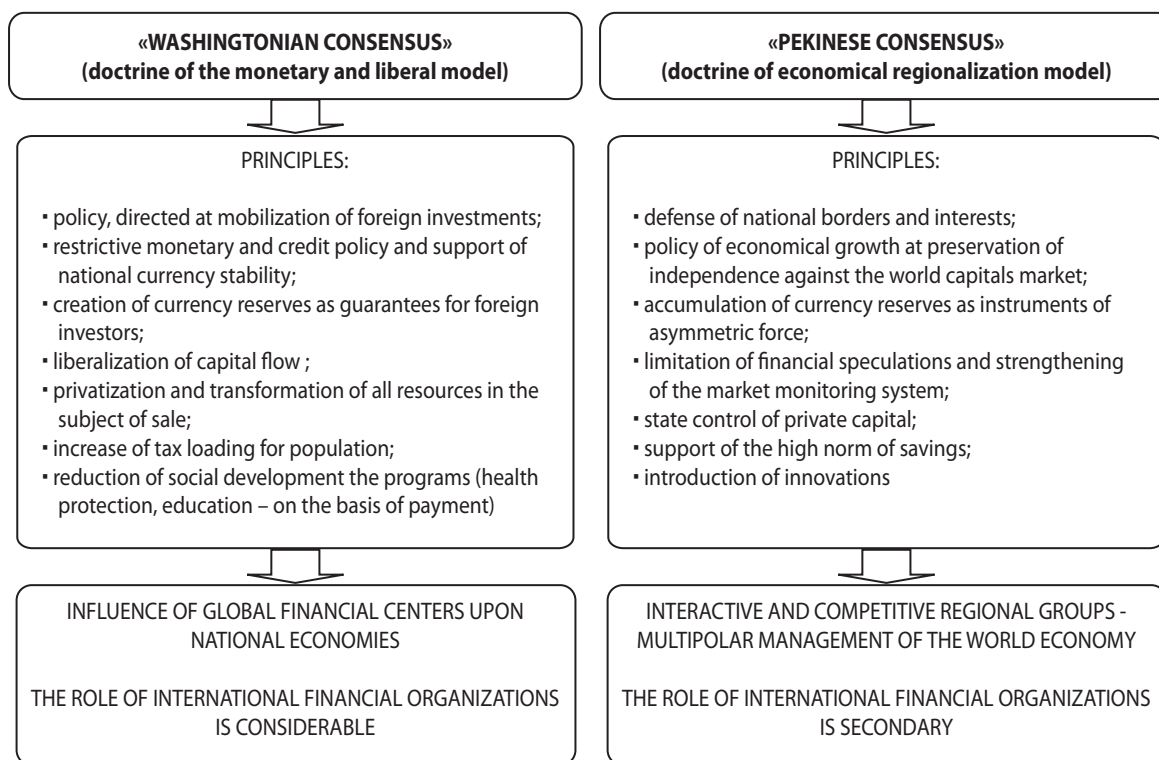 «WASHINGTONIAN CONSENSUS»
(doctrine of the monetary and liberal model)
PRINCIPLES:
▪ policy, directed at mobilization of foreign investments;
▪ restrictive monetary and credit policy and support of
national currency stability;
▪ creation of currency reserves as guarantees for foreign
investors;
▪ liberalization of capital flow ;
▪ privatization and transformation of all resources in the
subject of sale;
▪ increase of tax loading for population;
▪ reduction of social development the programs (health
protection, education – on the basis of payment)
INFLUENCE OF GLOBAL FINANCIAL CENTERS UPON
NATIONAL ECONOMIES
THE ROLE OF INTERNATIONAL FINANCIAL ORGANIZATIONS
IS CONSIDERABLE
«PEKINESE CONSENSUS»
(doctrine of economical regionalization model)
PRINCIPLES:
▪ defense of national borders and interests;
▪ policy of economical growth at preservation of
independence against the world capitals market;
▪ accumulation of currency reserves as instruments of
asymmetric force;
▪ limitation of financial speculations and strengthening
of the market monitoring system;
▪ state control of private capital;
▪ support of the high norm of savings;
▪ introduction of innovations
INTERACTIVE AND COMPETITIVE REGIONAL GROUPS -
MULTIPOLAR MANAGEMENT OF THE WORLD ECONOMY
THE ROLE OF INTERNATIONAL FINANCIAL ORGANIZATIONS
IS SECONDARY